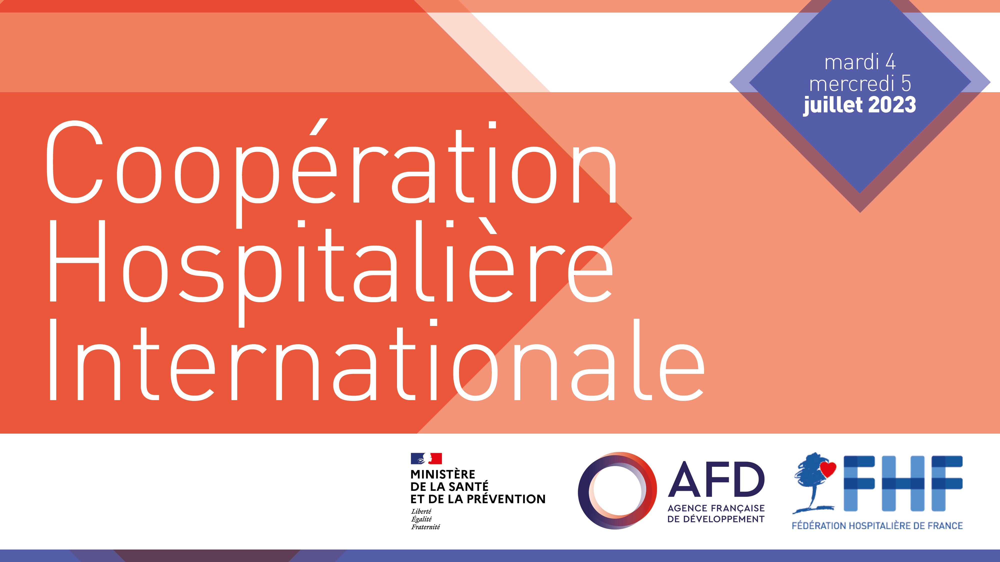 mardi 4
mercredi 5
juillet 2023
Coopération
Hospitalière
Internationale
MINISTÈRE
DE LA SANTÉ
ET DE LA PRÉVENTION
Liberté
Égalité
Fraternité
AFD
AGENCE FRANÇAISE
DE DÉVELOPPEMENT
FHF
FÉDÉRATION HOSPITALIÈRE DE FRANCE